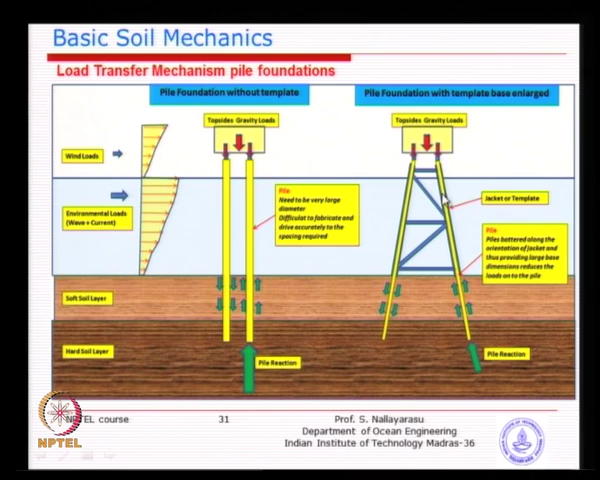 Basic Soil Mechanics
Load Transfer Mechanism pile foundations
Pile Foundation without template
Pile Foundation with template base enlarged
Topsides Gravity Loads
Topsides Gravity Loads
Wind Loads
Environmental Loads
(Wave + Current)
Pile
Need to be very large
diameter
Difficulat to fabricate and
drive accurately to the
spacing required
Jacket or Template
Pile
Piles battered along the
orientation of jacket and
thus providing large base
dimensions reduces the
loads on to the pile
Soft Soil Layer
Hard Soil Layer
Pile Reaction
Pile Reaction
NPTEL course
31
Prof. S. Nallayarasu
Department of Ocean Engineering
Indian Institute of Technology Madras-36
NPTEL